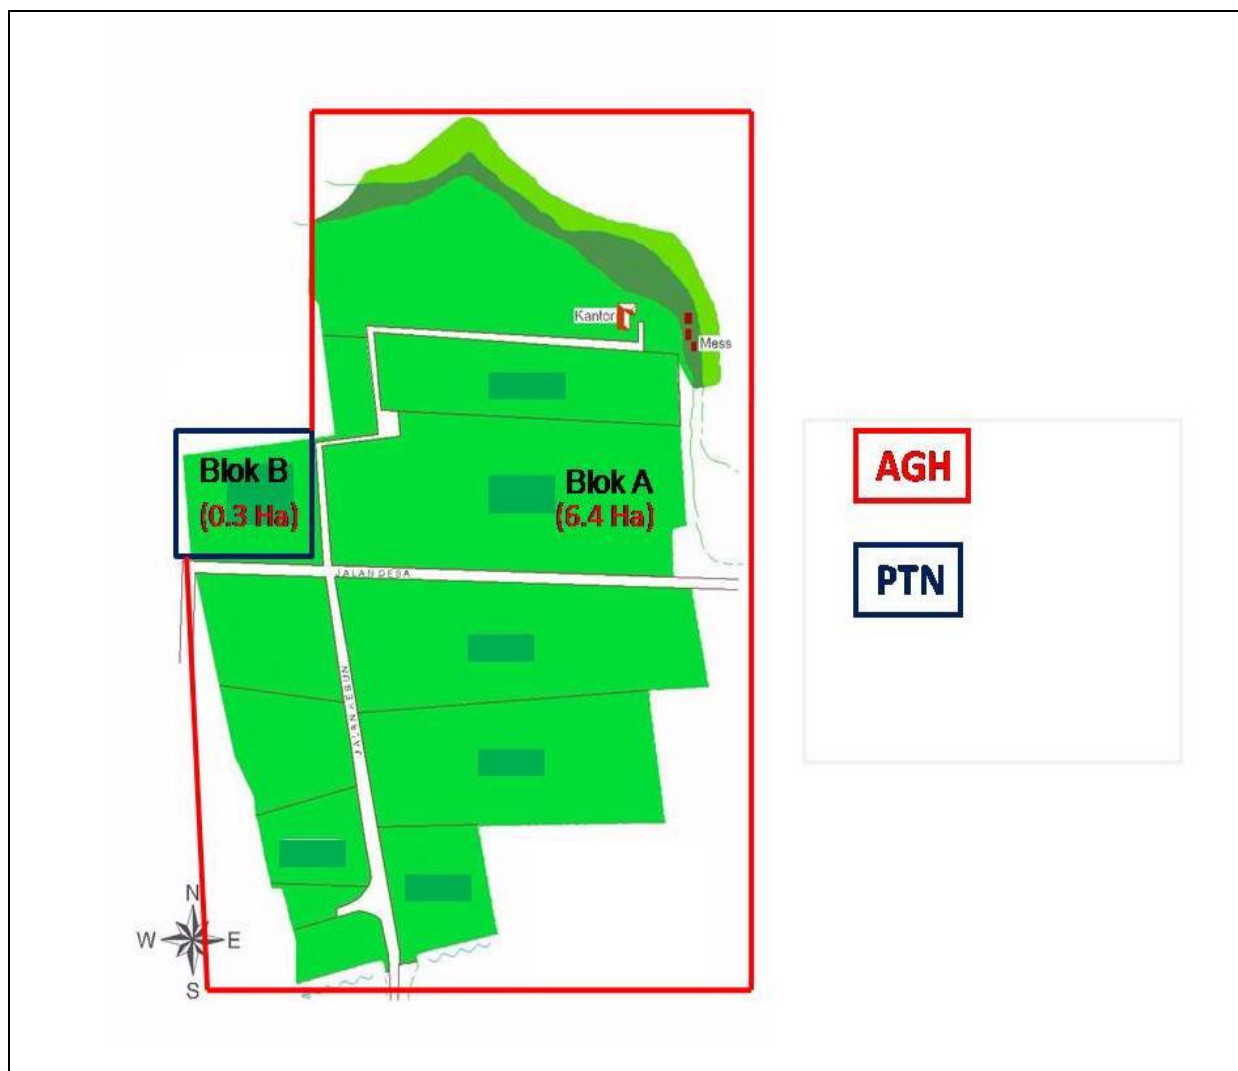 Kantor
Mess
Blok B
(0.3 Ha)
Blok A
(6.4 Ha)
AGH
PTN
JALAN DESA
JALAN KEBUN
N
W E
S